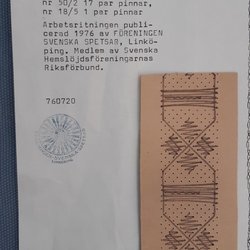 nr 50/2 17 par pinnar,
nr 18/5 1 par pinnar
Arbetsritningen publi-
cerad 1976 av FÖRENINGEN
SVENSKA SPETSAR, Linkö-
ping. Medlem av Svenska
Hemslöjdsföreningarnas
Riksförbund.
760720